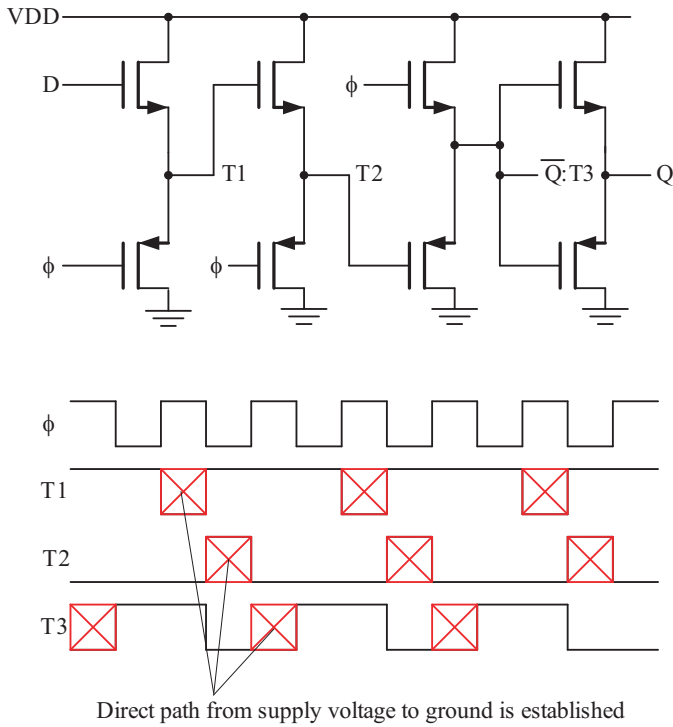 VDD
D
ϕ
T1
T2
Q:T3
Q
ϕ
ϕ
ϕ
T1
T2
T3
Direct path from supply voltage to ground is established